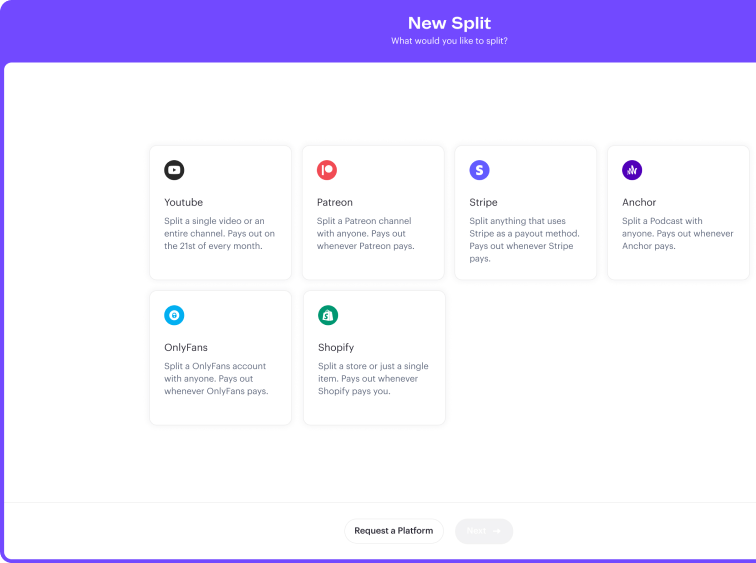 New Split
What would you like to split?
Youtube
Split a single video or an
entire channel. Pays out on
the 21st of every month.
Patreon
Split a Patreon channel
with anyone. Pays out
whenever Patreon pays.
Stripe
Split anything that uses
Stripe as a payout method.
Pays out whenever Stripe
pays.
Anchor
Split a Podcast with
anyone. Pays out whenever
Anchor pays.
OnlyFans
Split a OnlyFans account
with anyone. Pays out
whenever OnlyFans pays.
Shopify
Split a store or just a single
item. Pays out whenever
Shopify pays you.
Request a Platform
Next